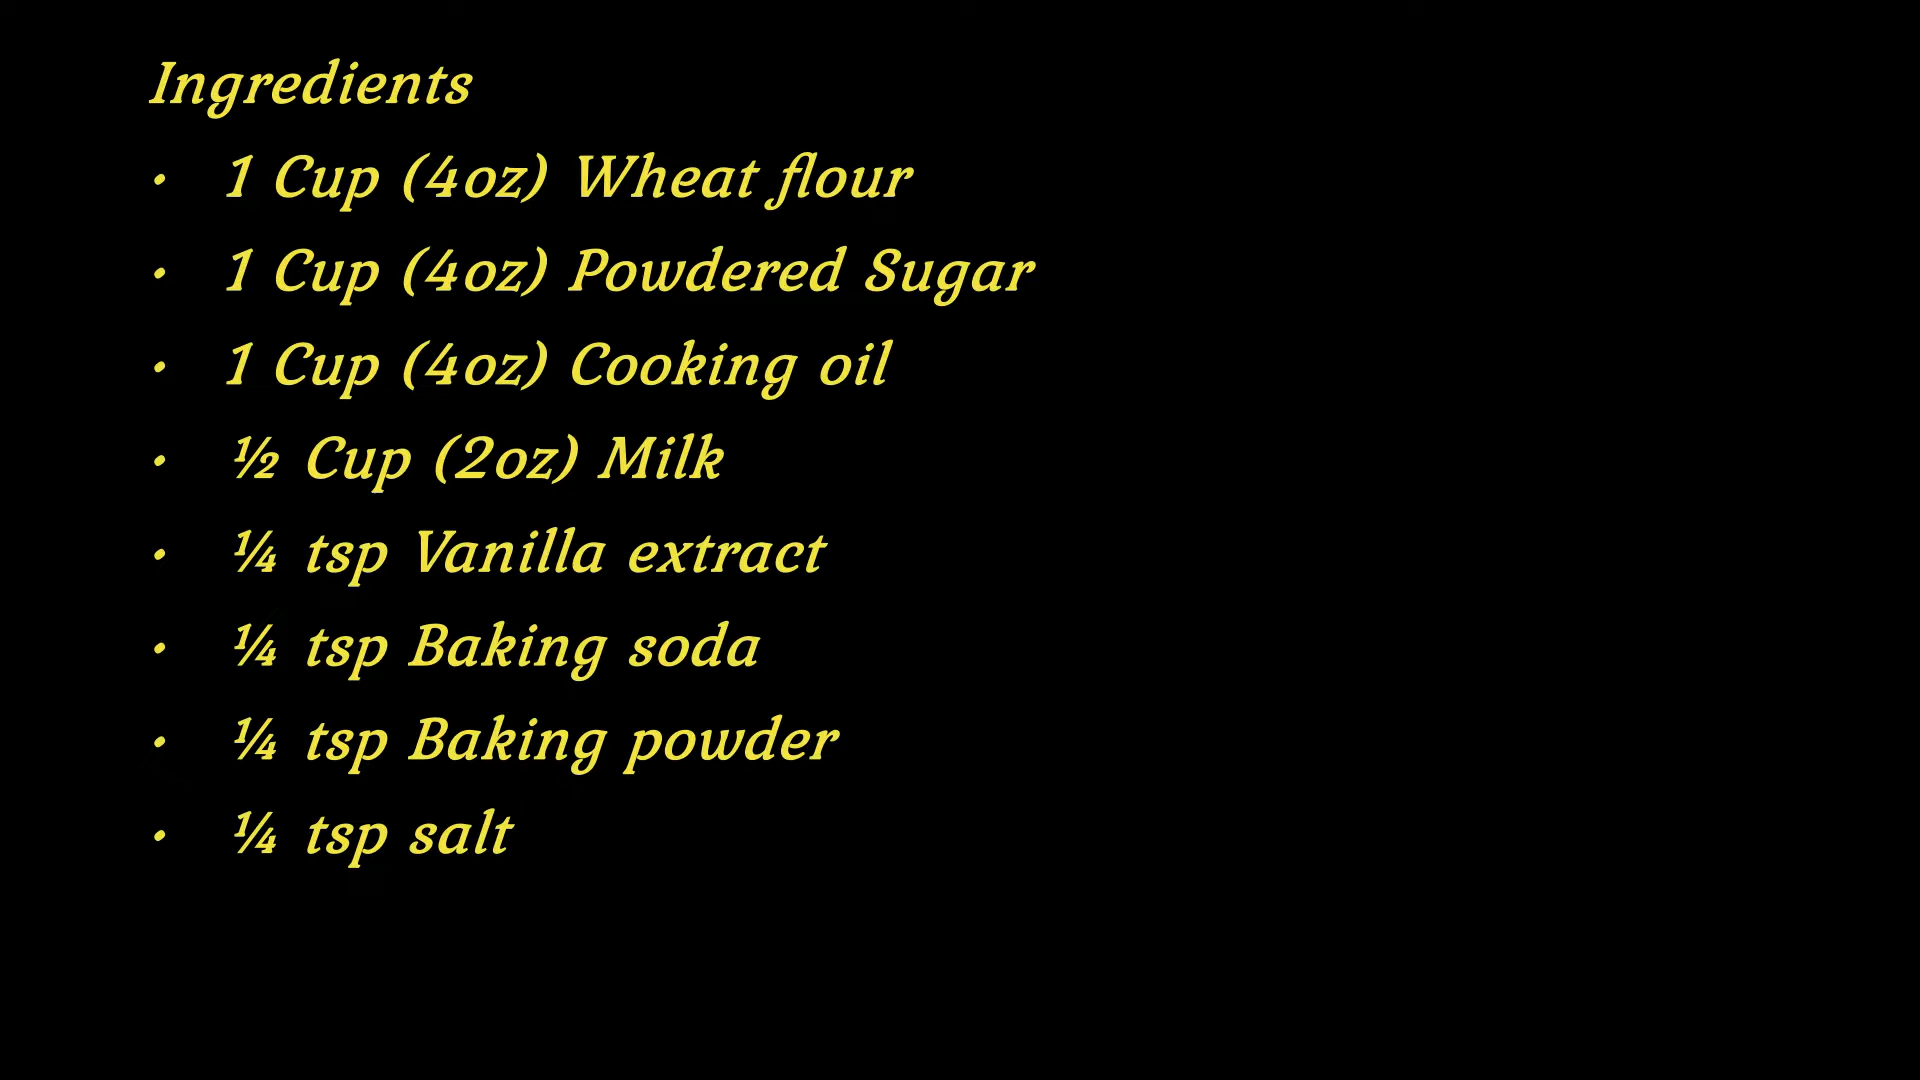 Ingredients
• 1 Cup (4oz) Wheat flour
• 1 Cup (4oz) Powdered Sugar
• 1 Cup (4oz) Cooking oil
• ½ Cup (2oz) Milk
• ¼ tsp Vanilla extract
• ¼ tsp Baking soda
• ¼ tsp Baking powder
• ¼ tsp salt